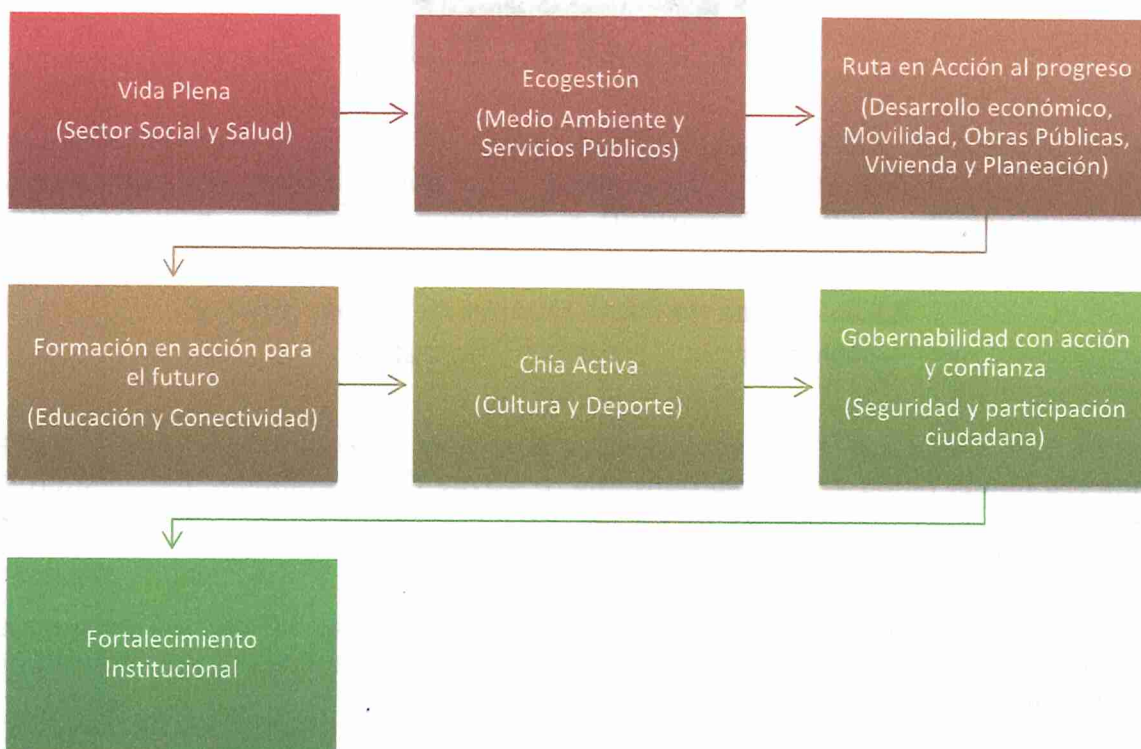 Vida Plena
(Sector Social y Salud)
Ecogestión
(Medio Ambiente y
Servicios Públicos)
Ruta en Acción al progreso
(Desarrollo económico,
Movilidad, Obras Públicas,
Vivienda y Planeación)
Formación en acción para
el futuro
(Educación y Conectividad)
Chía Activa
(Cultura y Deporte)
Gobernabilidad con acción
y confianza
(Seguridad y participación
ciudadana)
Fortalecimiento
Institucional